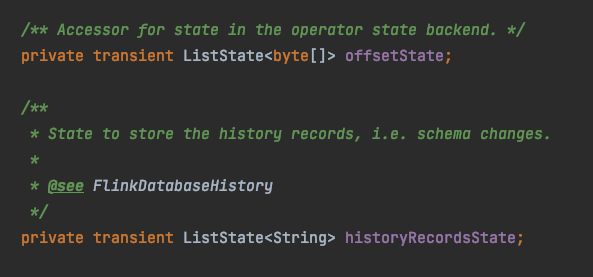 /** Accessor for state in the operator state backend. */
private transient ListState<byte[]> offsetState;
/**
* State to store the history records, i.e. schema changes.
*
* @see FlinkDatabaseHistory
*/
private transient ListState<String> historyRecordsState;